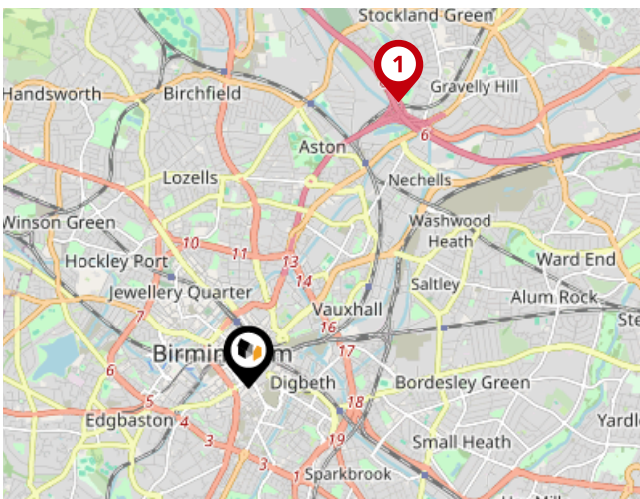 Stockland Green
1
Gravelly Hill
Handsworth
Birchfield
6
Aston
Lozells
Nechells
Winson Green
Washwood
Heath
10
11
13
Hockley Port
Ward End
14
Saltley
Jewellery Quarter
Alum Rock
7
Vauxhall
16
17
6
Digbeth
Bordesley Green
5
18
Edgbaston
4
3
19
Small Heath
3
1
Sparkbrook